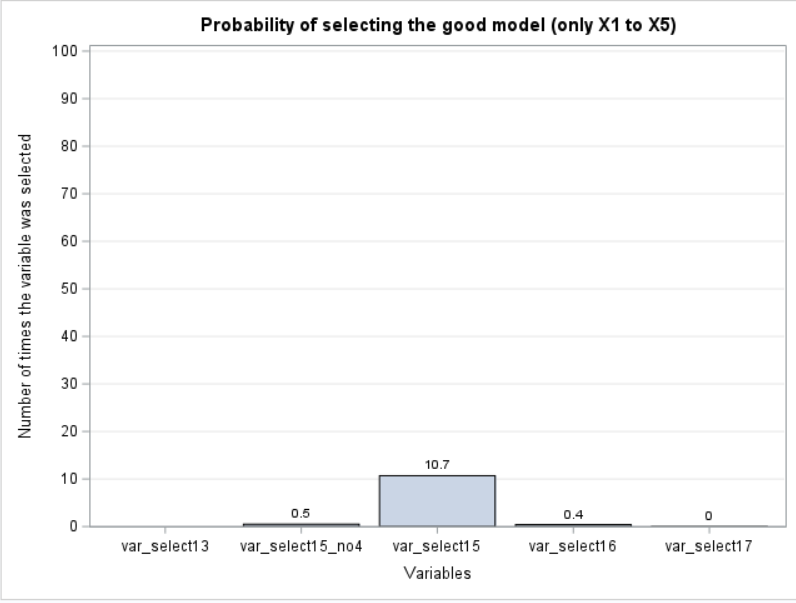 Probability of selecting the good model (only X1 to X5)
Number of times the variable was selected
100
90
80
70
60
50
40
30
20
10
0
0.5
10.7
0.4
0
var_select13
var_select15_no4
var_select15
var_select16
var_select17
Variables